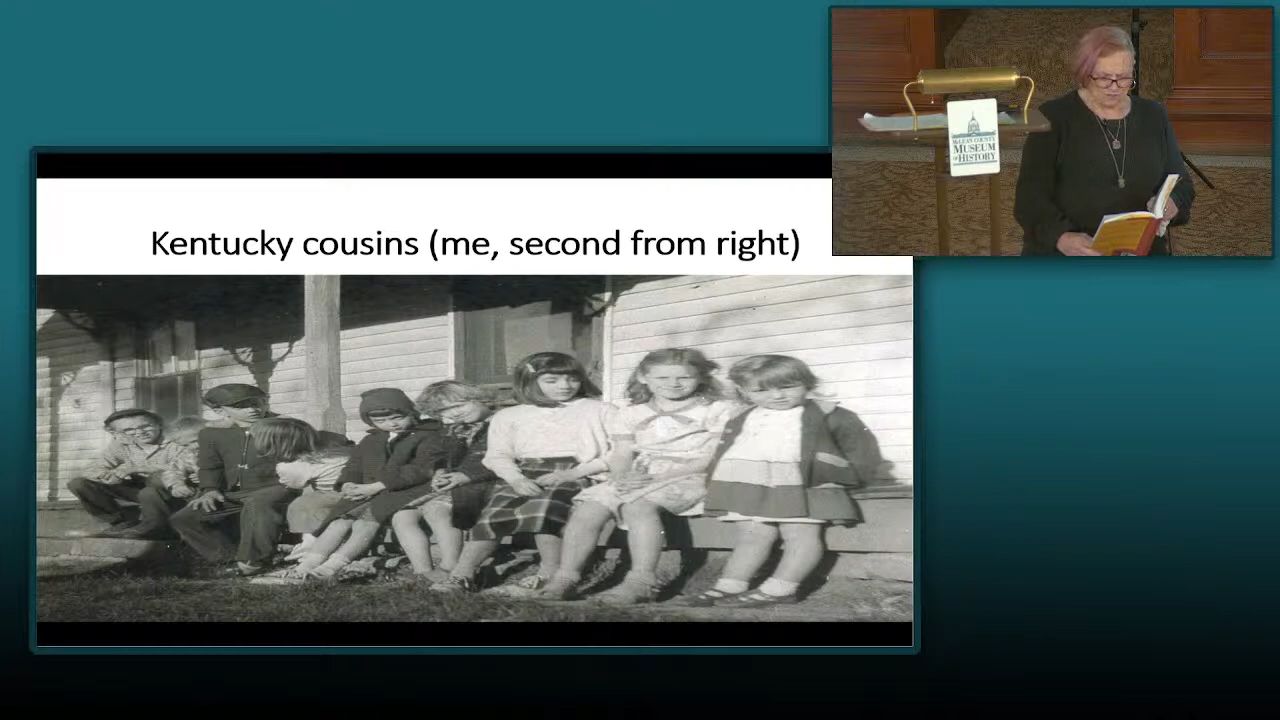 Kentucky cousins (me, second from right)
McLEAN COUNTY
MUSEUM
OF HISTORY